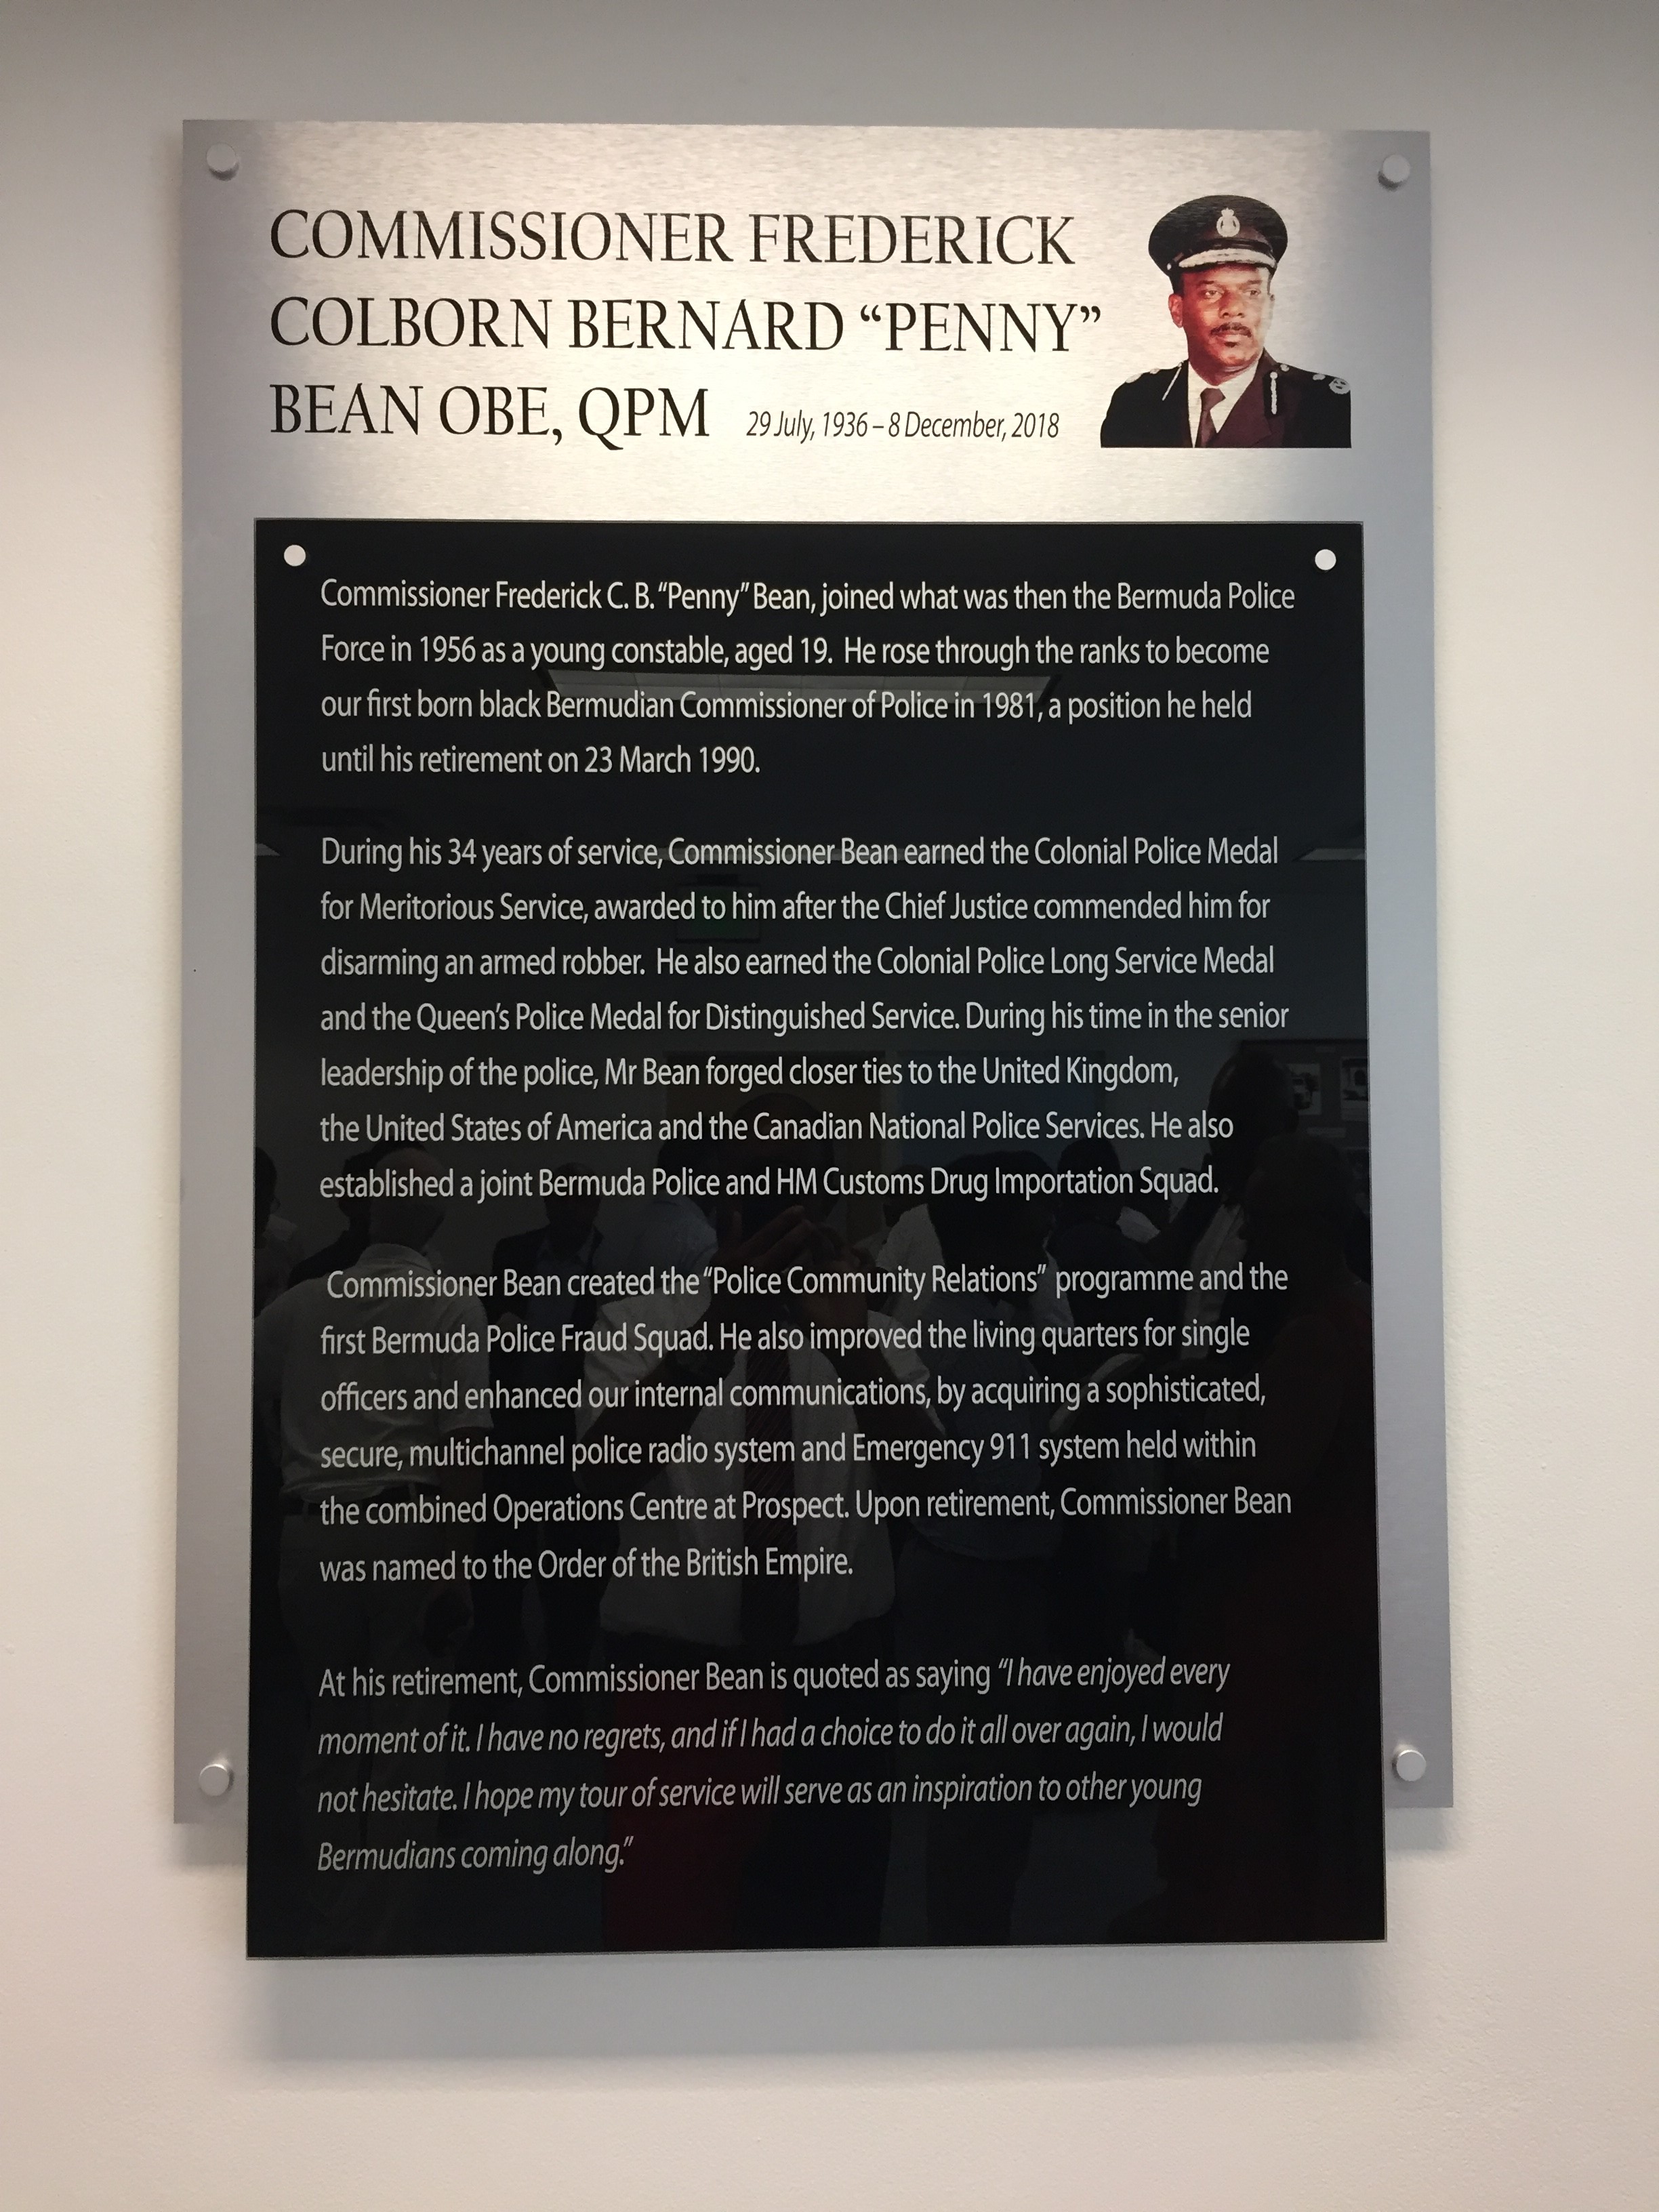 COMMISSIONER FREDERICK
COLBORN BERNARD “PENNY”
BEAN OBE, QPM 29 July, 1936 – 8 December, 2018
Commissioner Frederick C. B. “Penny” Bean, joined what was then the Bermuda Police
Force in 1956 as a young constable, aged 19. He rose through the ranks to become
our first born black Bermudian Commissioner of Police in 1981, a position he held
until his retirement on 23 March 1990.
During his 34 years of service, Commissioner Bean earned the Colonial Police Medal
for Meritorious Service, awarded to him after the Chief Justice commended him for
disarming an armed robber. He also earned the Colonial Police Long Service Medal
and the Queen’s Police Medal for Distinguished Service. During his time in the senior
leadership of the police, Mr Bean forged closer ties to the United Kingdom,
the United States of America and the Canadian National Police Services. He also
established a joint Bermuda Police and HM Customs Drug Importation Squad.
Commissioner Bean created the “Police Community Relations” programme and the
first Bermuda Police Fraud Squad. He also improved the living quarters for single
officers and enhanced our internal communications, by acquiring a sophisticated,
secure, multichannel police radio system and Emergency 911 system held within
the combined Operations Centre at Prospect. Upon retirement, Commissioner Bean
was named to the Order of the British Empire.
At his retirement, Commissioner Bean is quoted as saying “I have enjoyed every
moment of it. I have no regrets, and if I had a choice to do it all over again, I would
not hesitate. I hope my tour of service will serve as an inspiration to other young
Bermudians coming along.”